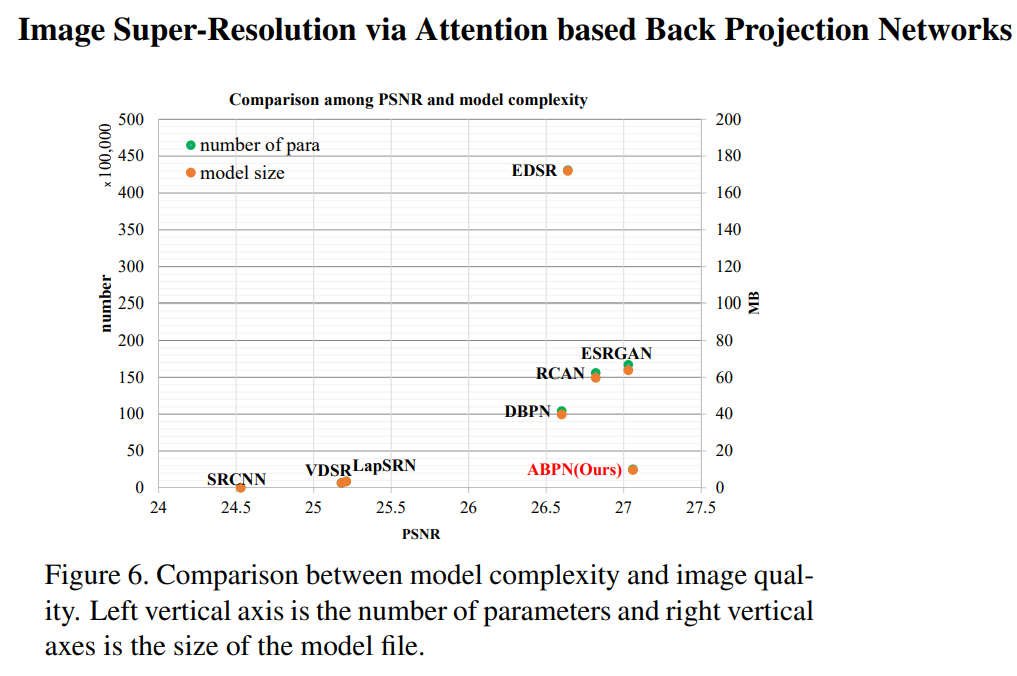 Image Super-Resolution via Attention based Back Projection Networks
Comparison among PSNR and model complexity
x 100,000
number
500
450
400
350
300
250
200
150
100
50
0
number of para
model size
EDSR
ESRGAN
RCAN
DBPN
ABPN(Ours)
SRCNN
VDSR
LapSRN
200
180
160
140
120
100
80
60
40
20
0
MB
24 24.5 25 25.5 26 26.5 27 27.5
PSNR
Figure 6. Comparison between model complexity and image qual-
ity. Left vertical axis is the number of parameters and right vertical
axes is the size of the model file.